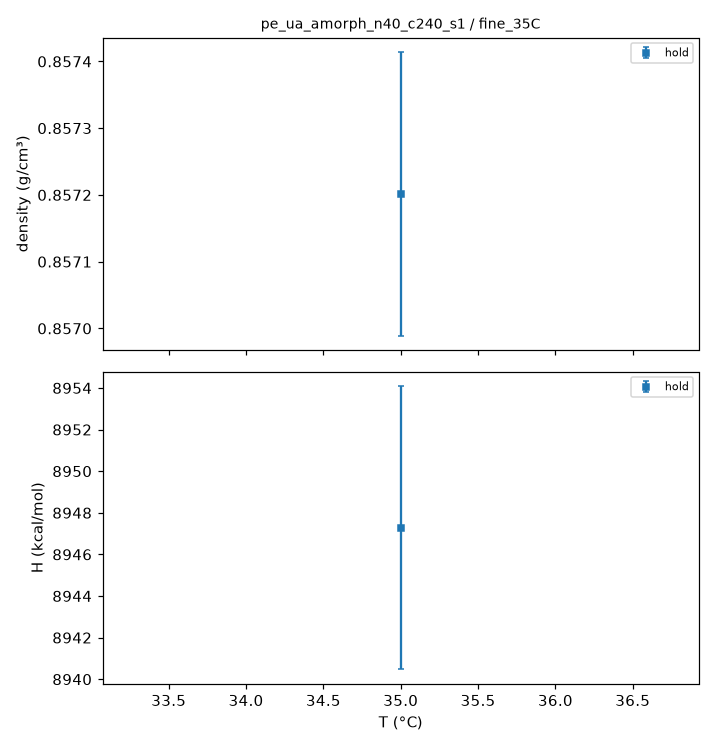 pe_ua_amorph_n40_c240_s1 / fine_35C
hold
density (g/cm³)
0.8574
0.8573
0.8572
0.8571
0.8570
hold
H (kcal/mol)
8954
8952
8950
8948
8946
8944
8942
8940
33.5 34.0 34.5 35.0 35.5 36.0 36.5
T (°C)